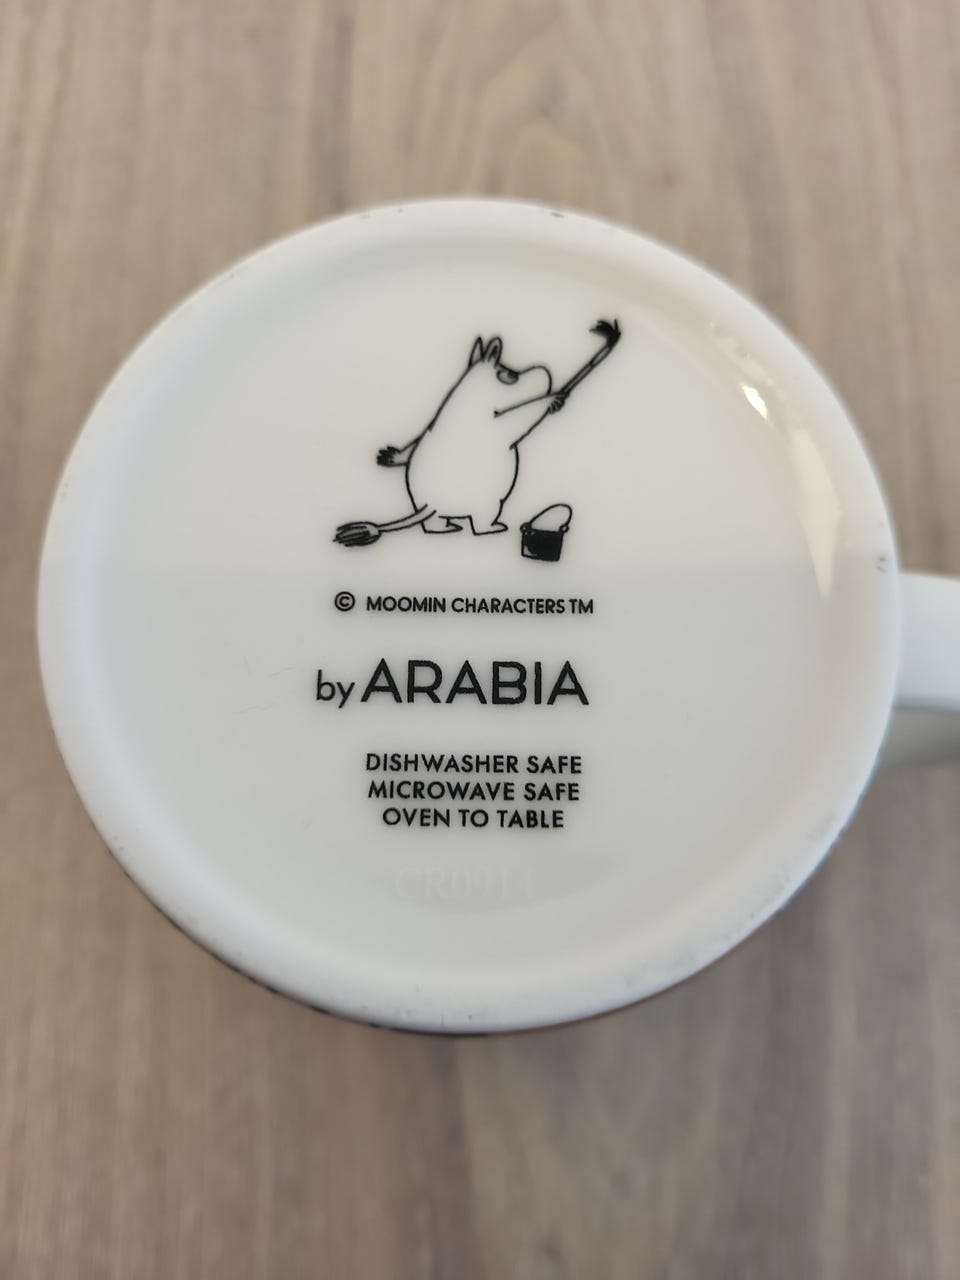 © MOOMIN CHARACTERS TM
by ARABIA
DISHWASHER SAFE
MICROWAVE SAFE
OVEN TO TABLE